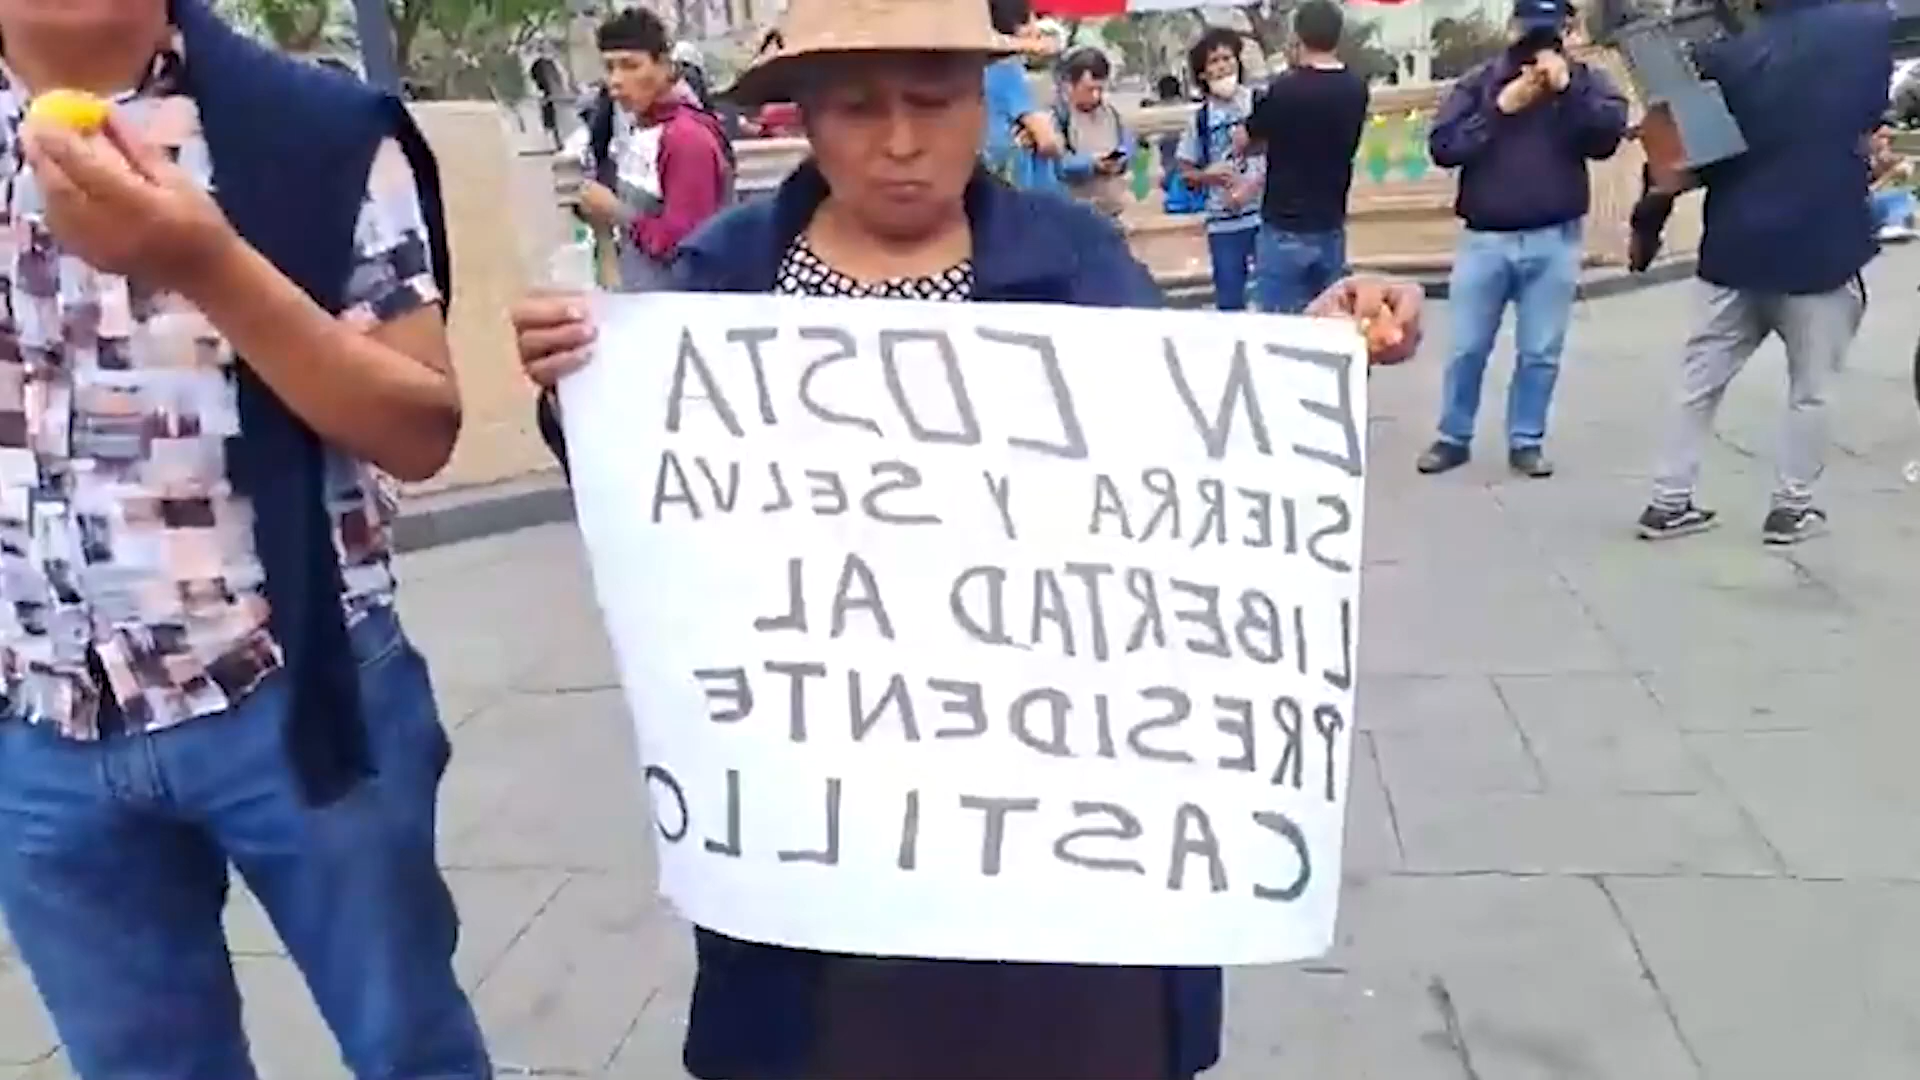 EN COSTA
SIERRA Y SELVA
LIBERTAD AL
PRESIDENTE
CASTILLO